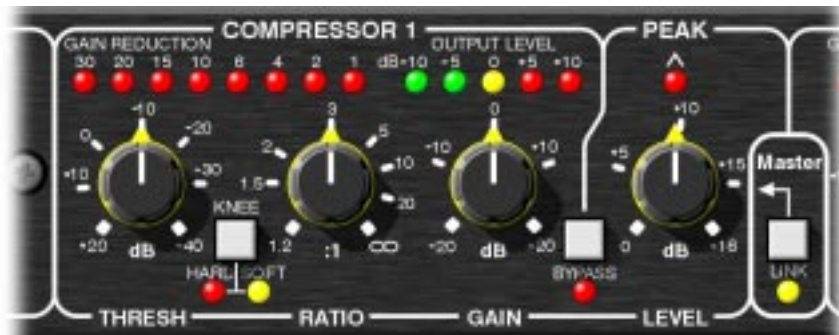 COMPRESSOR 1 PEAK
GAIN REDUCTION OUTPUT LEVEL
30 20 15 10 6 4 2 1 dB -10 -5 0 +5 +10
-10 3 0 +10
0 -20 2 5 -10 +10 +5 +15 Master
+10 -30 1.5 10
20
KNEE
+20 dB -40 1.2 :1 ∞ -20 dB -20 0 dB -18
HARD SOFT BYPASS LINK
THRESH RATIO GAIN LEVEL